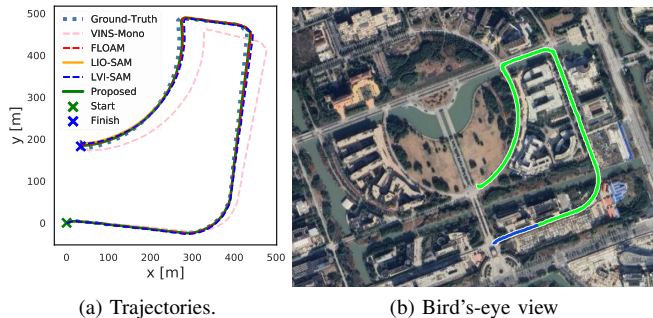 Ground-Truth
VINS-Mono
FLOAM
LIO-SAM
LVI-SAM
Proposed
Start
Finish
500
400
300
200
100
0
y [m]
0 100 200 300 400 500
x [m]
(a) Trajectories.
(b) Bird's-eye view